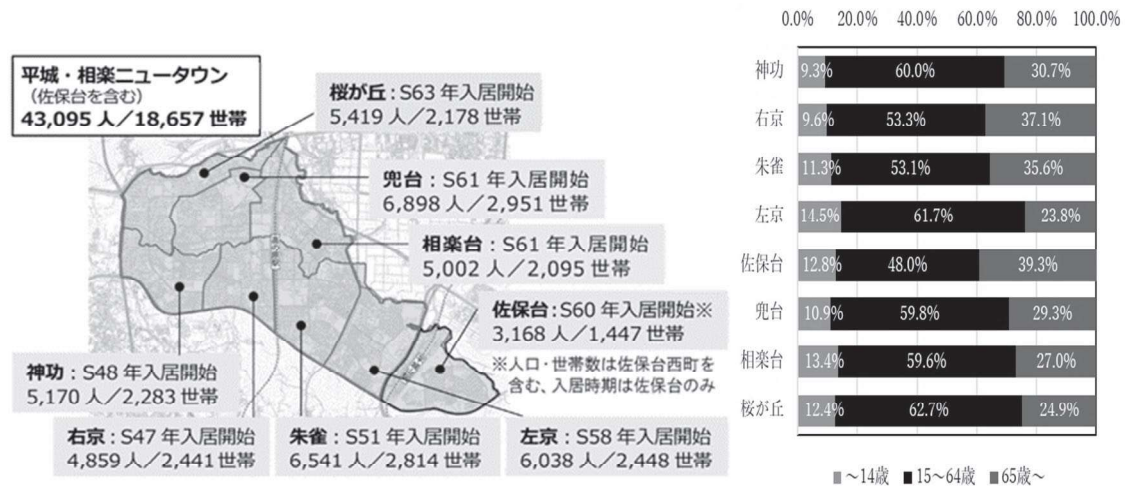 平城・相楽ニュータウン
（佐保台を含む）
43,095 人／18,657 世帯
桜が丘：S63 年入居開始
5,419 人／2,178 世帯
兜台：S61 年入居開始
6,898 人／2,951 世帯
相楽台：S61 年入居開始
5,002 人／2,095 世帯
佐保台：S60 年入居開始※
3,168 人／1,447 世帯
※人口・世帯数は佐保台西町を
含む、入居時期は佐保台のみ
神功：S48 年入居開始
5,170 人／2,283 世帯
右京：S47 年入居開始
4,859 人／2,441 世帯
朱雀：S51 年入居開始
6,541 人／2,814 世帯
左京：S58 年入居開始
6,038 人／2,448 世帯
0.0% 20.0% 40.0% 60.0% 80.0% 100.0%
神功 9.3% 60.0% 30.7%
右京 9.6% 53.3% 37.1%
朱雀 11.3% 53.1% 35.6%
左京 14.5% 61.7% 23.8%
佐保台 12.8% 48.0% 39.3%
兜台 10.9% 59.8% 29.3%
相楽台 13.4% 59.6% 27.0%
桜が丘 12.4% 62.7% 24.9%
～14歳 15～64歳 65歳～